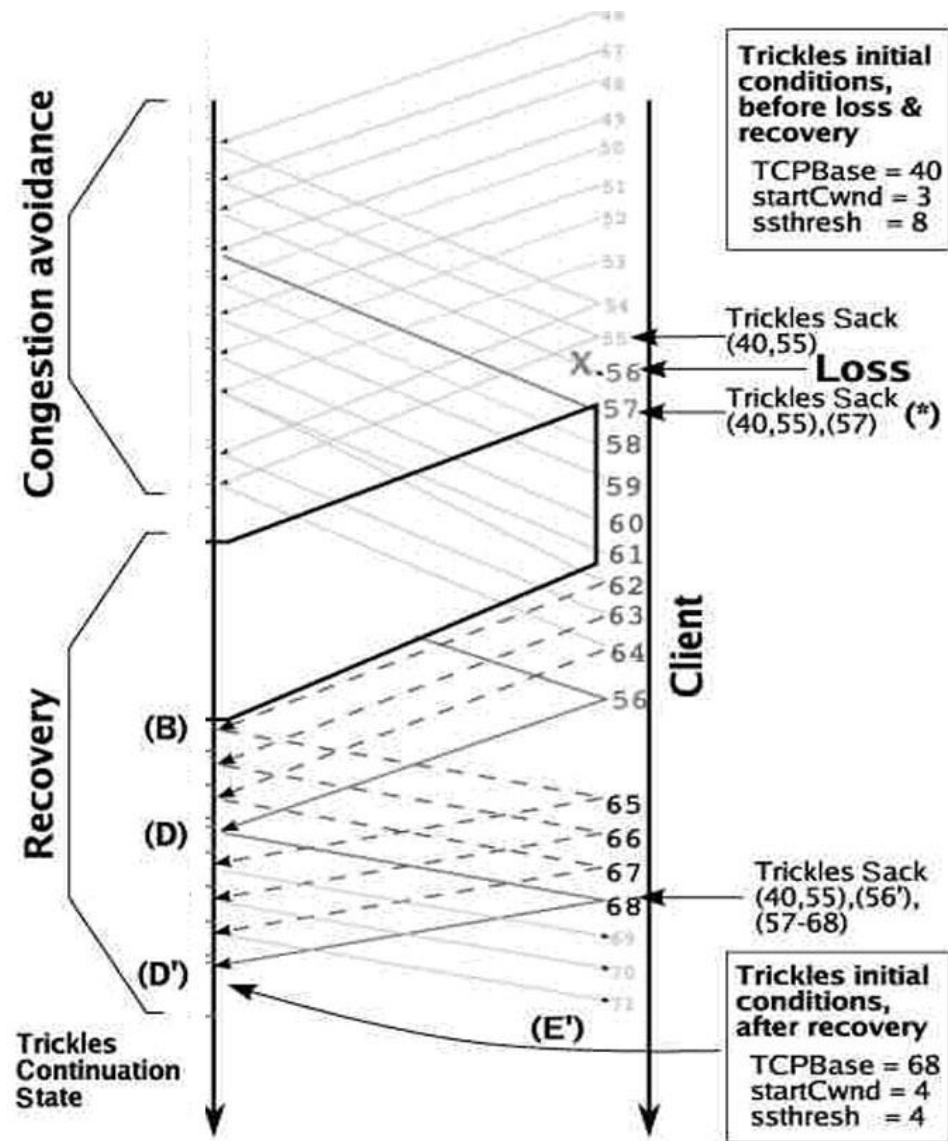 46
47
48
49
50
51
52
53
54
55
56
57
58
59
60
61
62
63
64
56
65
66
67
68
69
70
71
X
Congestion avoidance
Recovery
(B)
(D)
(D')
Trickles
Continuation
State
Client
(E')
Trickles initial
conditions,
before loss &
recovery
TCPBase = 40
startCwnd = 3
ssthresh = 8
Trickles Sack
(40,55)
Loss
Trickles Sack
(40,55),(57) (*)
Trickles Sack
(40,55),(56'),
(57-68)
Trickles initial
conditions,
after recovery
TCPBase = 68
startCwnd = 4
ssthresh = 4